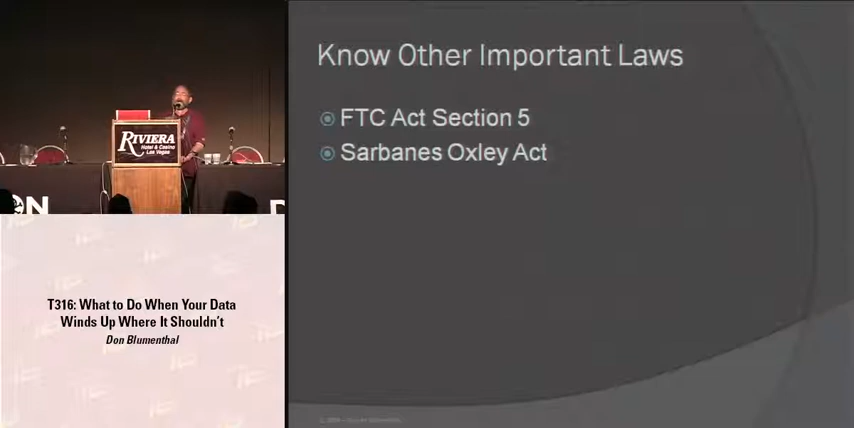 Know Other Important Laws
FTC Act Section 5
Sarbanes Oxley Act
RIVIERA
Hotel & Casino
Las Vegas
T316: What to Do When Your Data
Winds Up Where It Shouldn't
Don Blumenthal